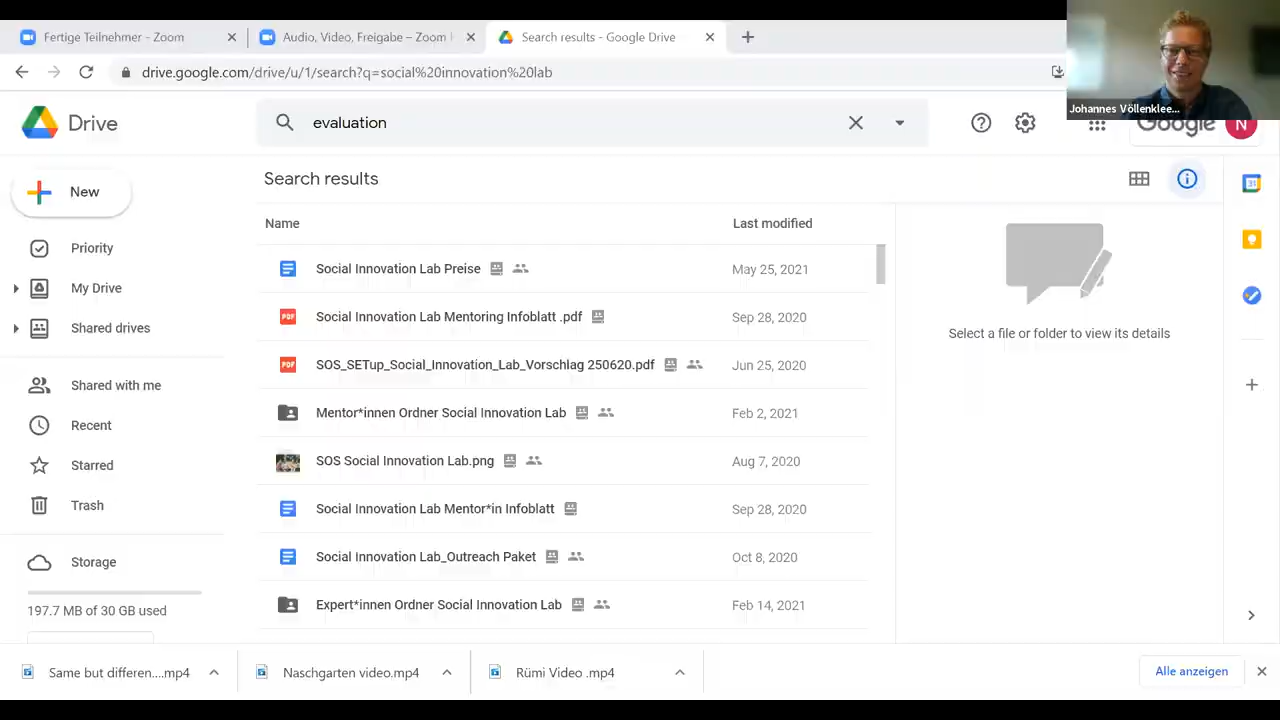 Fertige Teilnehmer - Zoom
Audio, Video, Freigabe – Zoom
Search results - Google Drive
drive.google.com/drive/u/1/search?q=social%20innovation%20lab
Johannes Völlenklee...
Drive
evaluation
Google
N
New
Search results
Priority
My Drive
Shared drives
Shared with me
Recent
Starred
Trash
Storage
197.7 MB of 30 GB used
Name Last modified
Social Innovation Lab Preise May 25, 2021
PDF Social Innovation Lab Mentoring Infoblatt .pdf Sep 28, 2020
PDF SOS_SETup_Social_Innovation_Lab_Vorschlag 250620.pdf Jun 25, 2020
Mentor*innen Ordner Social Innovation Lab Feb 2, 2021
SOS Social Innovation Lab.png Aug 7, 2020
Social Innovation Lab Mentor*in Infoblatt Sep 28, 2020
Social Innovation Lab_Outreach Paket Oct 8, 2020
Expert*innen Ordner Social Innovation Lab Feb 14, 2021
Select a file or folder to view its details
31
Same but differen....mp4
Naschgarten video.mp4
Rümi Video .mp4
Alle anzeigen